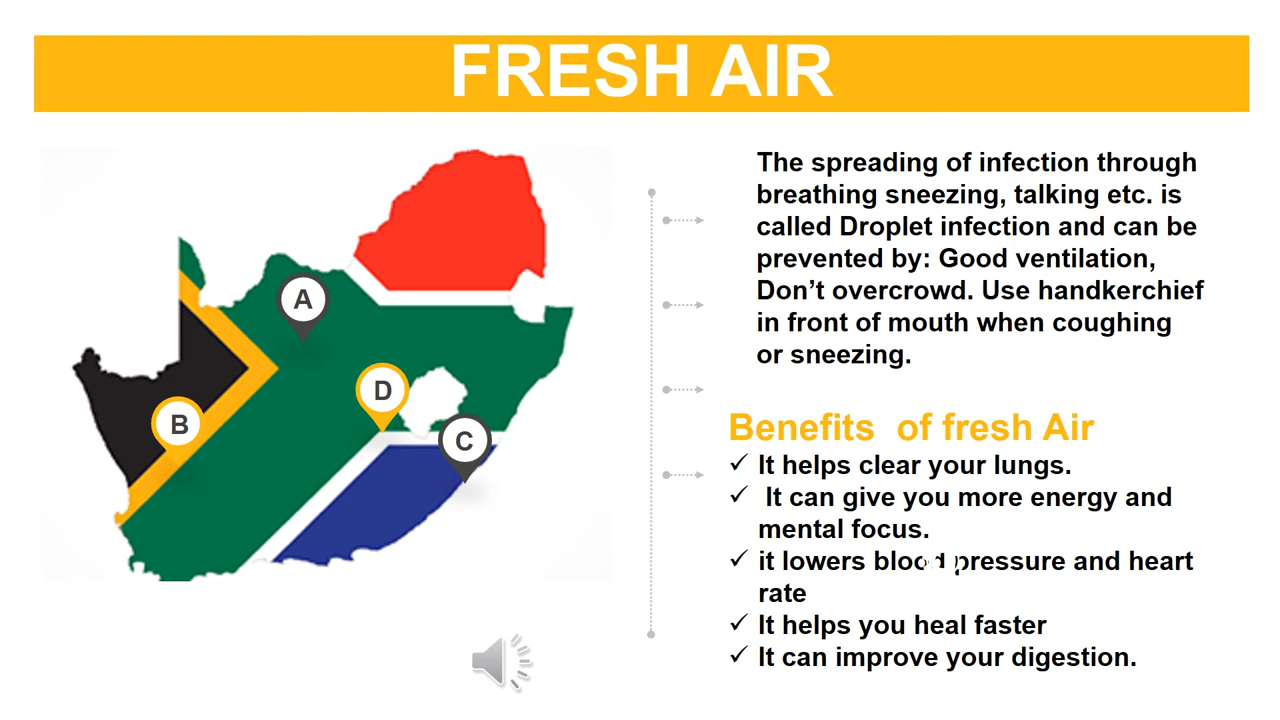 FRESH AIR
The spreading of infection through
breathing sneezing, talking etc. is
called Droplet infection and can be
prevented by: Good ventilation,
Don’t overcrowd. Use handkerchief
in front of mouth when coughing
or sneezing.
A
D
B
C
Benefits of fresh Air
✓ It helps clear your lungs.
✓ It can give you more energy and
mental focus.
✓ it lowers blood pressure and heart
rate
✓ It helps you heal faster
✓ It can improve your digestion.